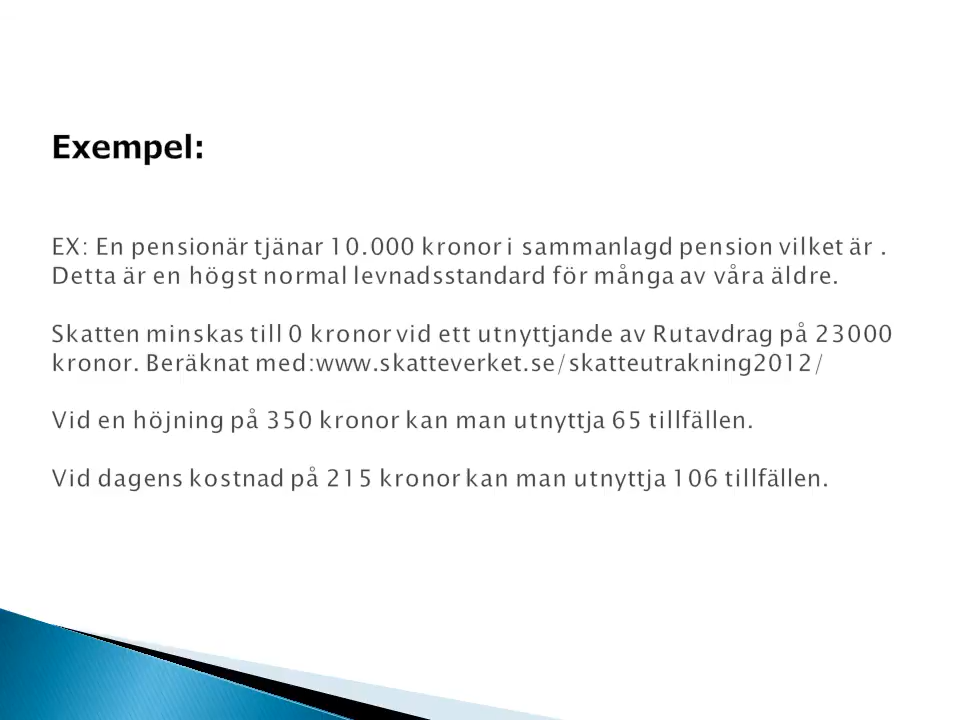 Exempel:
EX: En pensionär tjänar 10.000 kronor i sammanlagd pension vilket är .
Detta är en högst normal levnadsstandard för många av våra äldre.
Skatten minskas till 0 kronor vid ett utnyttjande av Rutavdrag på 23000
kronor. Beräknat med:www.skatteverket.se/skatteutrakning2012/
Vid en höjning på 350 kronor kan man utnyttja 65 tillfällen.
Vid dagens kostnad på 215 kronor kan man utnyttja 106 tillfällen.